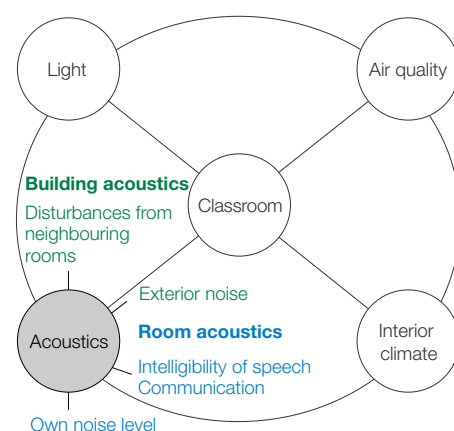 Light
Air quality
Building acoustics
Disturbances from
neighbouring
rooms
Classroom
Exterior noise
Acoustics
Room acoustics
Intelligibility of speech
Communication
Interior
climate
Own noise level